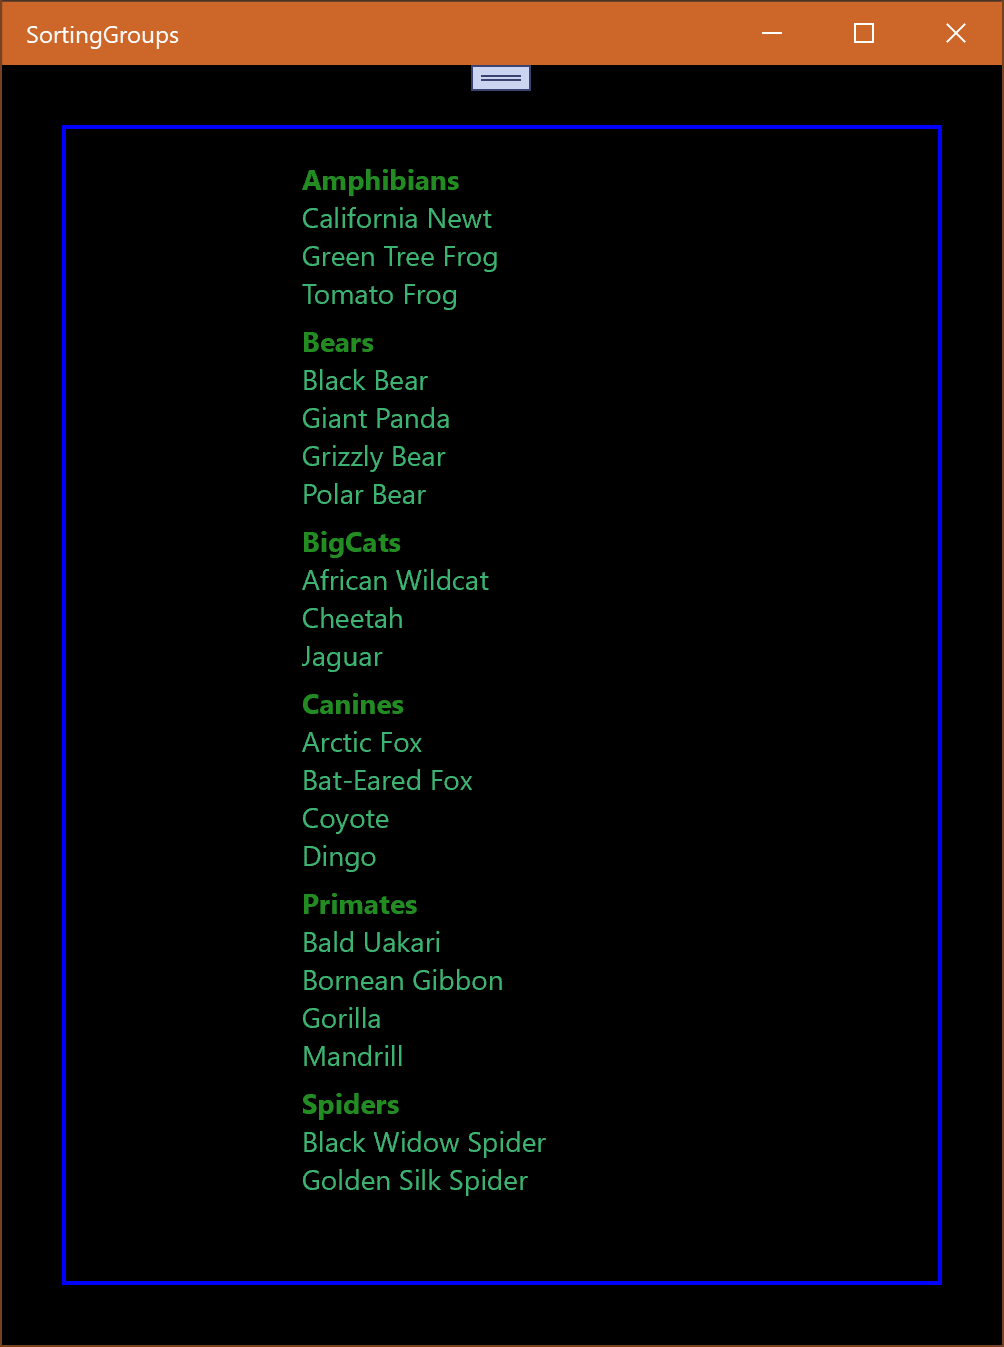 SortingGroups
Amphibians
California Newt
Green Tree Frog
Tomato Frog
Bears
Black Bear
Giant Panda
Grizzly Bear
Polar Bear
BigCats
African Wildcat
Cheetah
Jaguar
Canines
Arctic Fox
Bat-Eared Fox
Coyote
Dingo
Primates
Bald Uakari
Bornean Gibbon
Gorilla
Mandrill
Spiders
Black Widow Spider
Golden Silk Spider